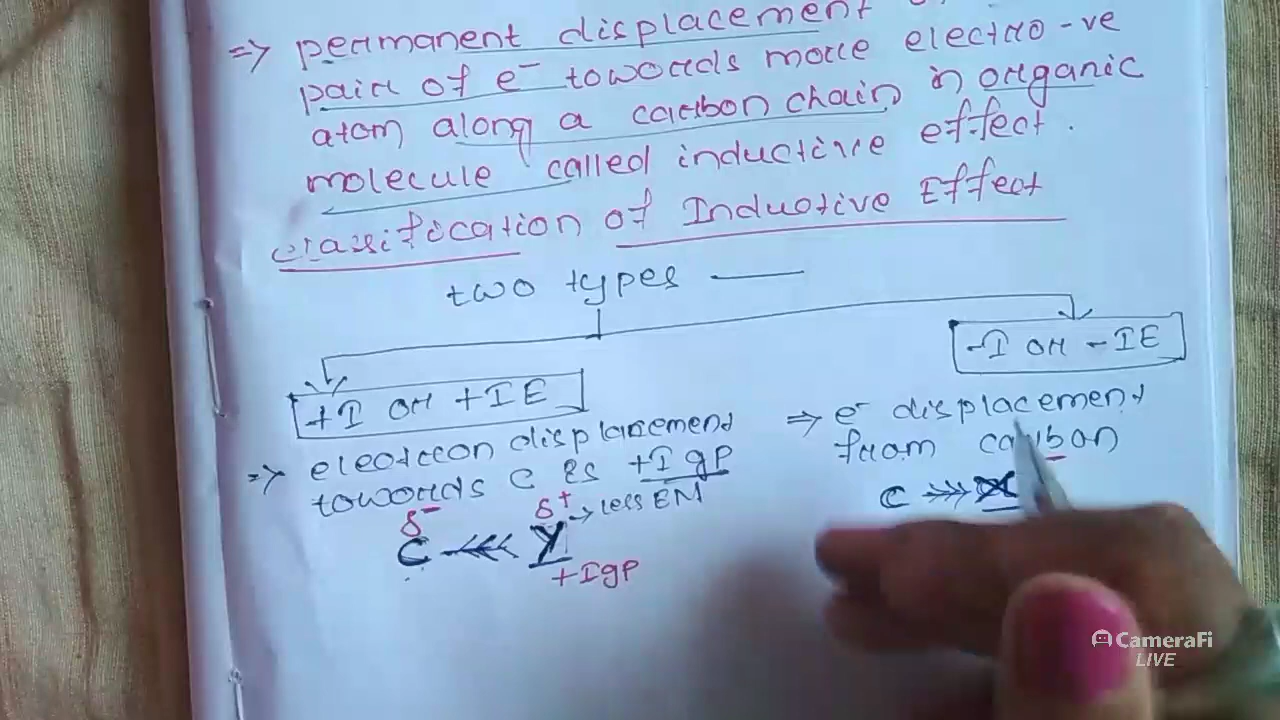 ⇒ permanent displacement
pair of e⁻ towards more electro-ve
atom along a carbon chain in organic
molecule called inductive effect.
classification of Inductive Effect
two types ——
-I or -IE
+I or +IE
⇒ e⁻ displacement
from carbon
C →→→ X
⇒ electron displacement
towards C is +I gp
δ⁻ δ⁺ → less EN
C ←←← Y
+I gp
CameraFi
LIVE